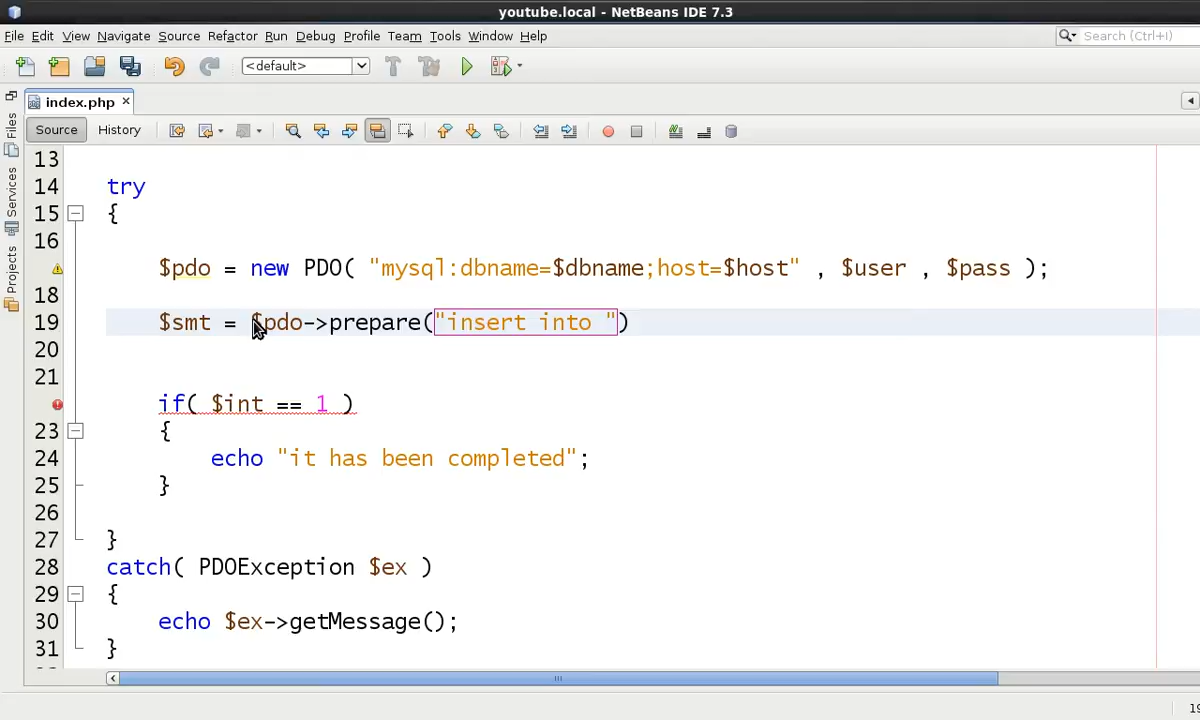 youtube.local - NetBeans IDE 7.3
File Edit View Navigate Source Refactor Run Debug Profile Team Tools Window Help
Search (Ctrl+I)
<default>
index.php
Source History
Files
Services
Projects
13
14 try
15 {
16
$pdo = new PDO( "mysql:dbname=$dbname;host=$host" , $user , $pass );
18
19 $smt = $pdo->prepare("insert into ")
20
21
if( $int == 1 )
23 {
24 echo "it has been completed";
25 }
26
27 }
28 catch( PDOException $ex )
29 {
30 echo $ex->getMessage();
31 }